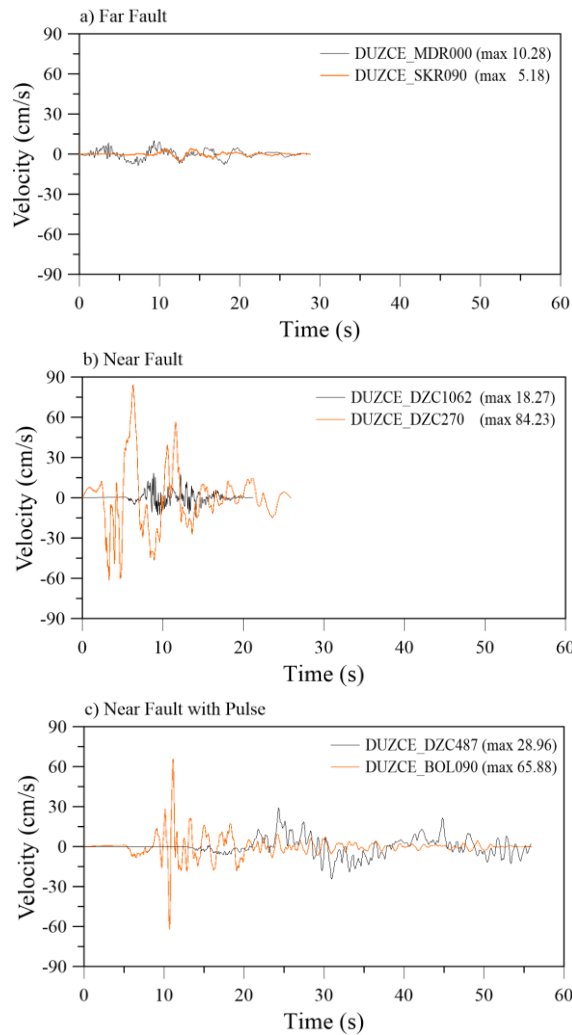 a) Far Fault
90
60
30
0
-30
-60
-90
Velocity (cm/s)
DUZCE_MDR000 (max 10.28)
DUZCE_SKR090 (max 5.18)
0 10 20 30 40 50 60
Time (s)
b) Near Fault
90
60
30
0
-30
-60
-90
Velocity (cm/s)
DUZCE_DZC1062 (max 18.27)
DUZCE_DZC270 (max 84.23)
0 10 20 30 40 50 60
Time (s)
c) Near Fault with Pulse
90
60
30
0
-30
-60
-90
Velocity (cm/s)
DUZCE_DZC487 (max 28.96)
DUZCE_BOL090 (max 65.88)
0 10 20 30 40 50 60
Time (s)